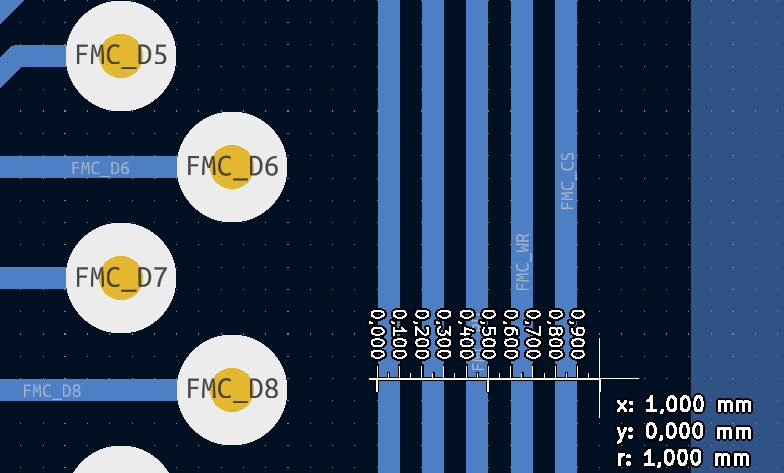 FMC_D5
FMC_D6
FMC_D6
FMC_D7
FMC_D8
FMC_D8
FMC_CS
FMC_WR
0,000
0,100
0,200
0,300
0,400
0,500
0,600
0,700
0,800
0,900
x: 1,000 mm
y: 0,000 mm
r: 1,000 mm